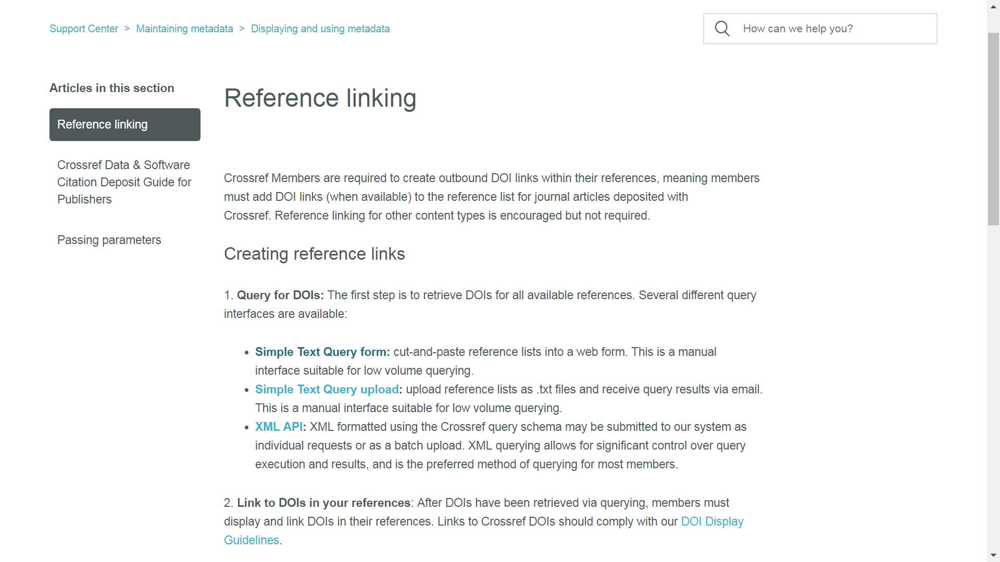 Support Center > Maintaining metadata > Displaying and using metadata
How can we help you?
Articles in this section
Reference linking
Crossref Data & Software
Citation Deposit Guide for
Publishers
Passing parameters
Reference linking
Crossref Members are required to create outbound DOI links within their references, meaning members
must add DOI links (when available) to the reference list for journal articles deposited with
Crossref. Reference linking for other content types is encouraged but not required.
Creating reference links
1. Query for DOIs: The first step is to retrieve DOIs for all available references. Several different query
interfaces are available:
• Simple Text Query form: cut-and-paste reference lists into a web form. This is a manual
interface suitable for low volume querying.
• Simple Text Query upload: upload reference lists as .txt files and receive query results via email.
This is a manual interface suitable for low volume querying.
• XML API: XML formatted using the Crossref query schema may be submitted to our system as
individual requests or as a batch upload. XML querying allows for significant control over query
execution and results, and is the preferred method of querying for most members.
2. Link to DOIs in your references: After DOIs have been retrieved via querying, members must
display and link DOIs in their references. Links to Crossref DOIs should comply with our DOI Display
Guidelines.